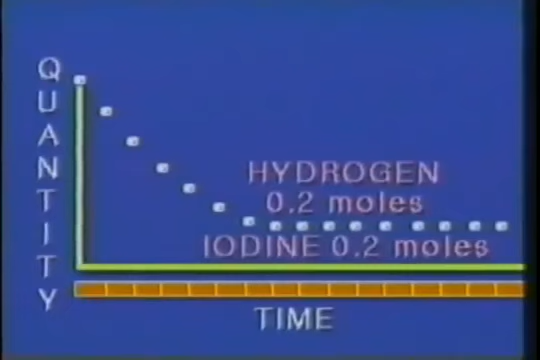 QUANTITY
HYDROGEN
0.2 moles
IODINE 0.2 moles
TIME